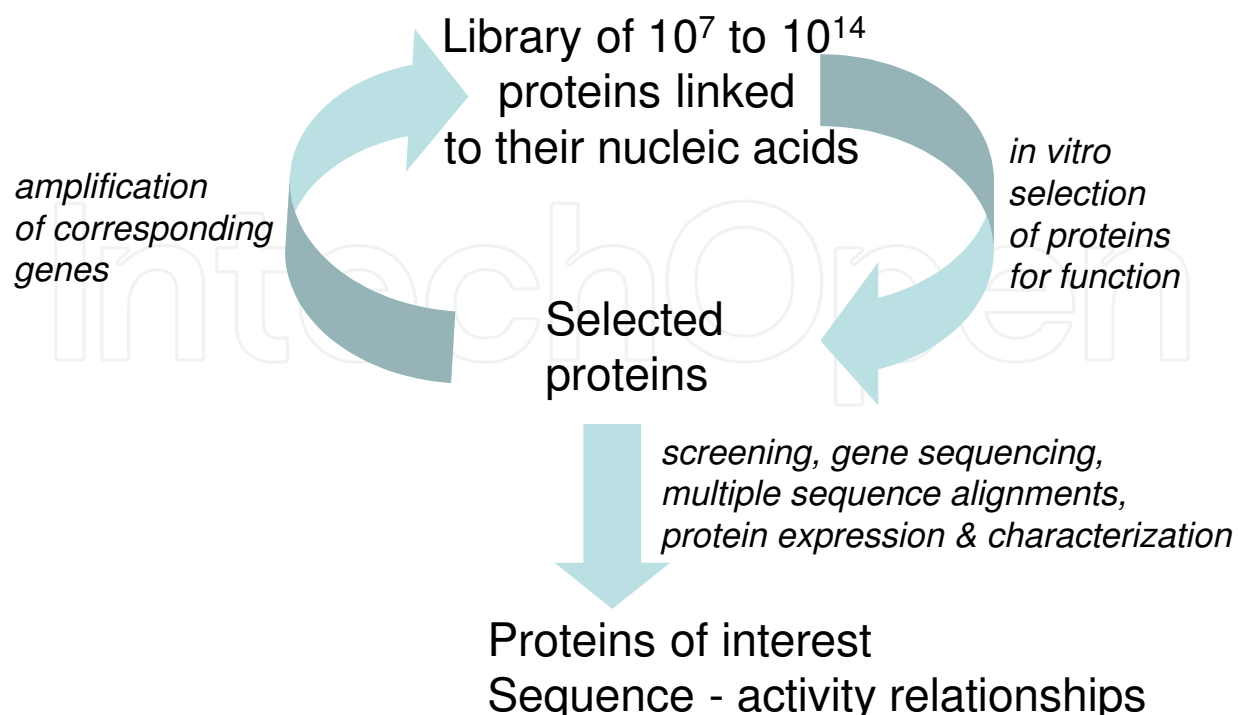 Library of 10⁷ to 10¹⁴
proteins linked
to their nucleic acids
in vitro
selection
of proteins
for function
amplification
of corresponding
genes
IntechOpen
Selected
proteins
screening, gene sequencing,
multiple sequence alignments,
protein expression & characterization
Proteins of interest
Sequence - activity relationships